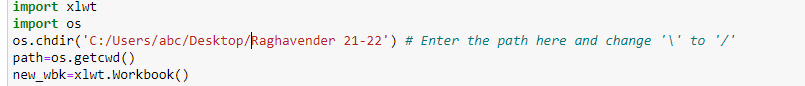 import xlwt
import os
os.chdir('C:/Users/abc/Desktop/Raghavender 21-22') # Enter the path here and change '\' to '/'
path=os.getcwd()
new_wbk=xlwt.Workbook()